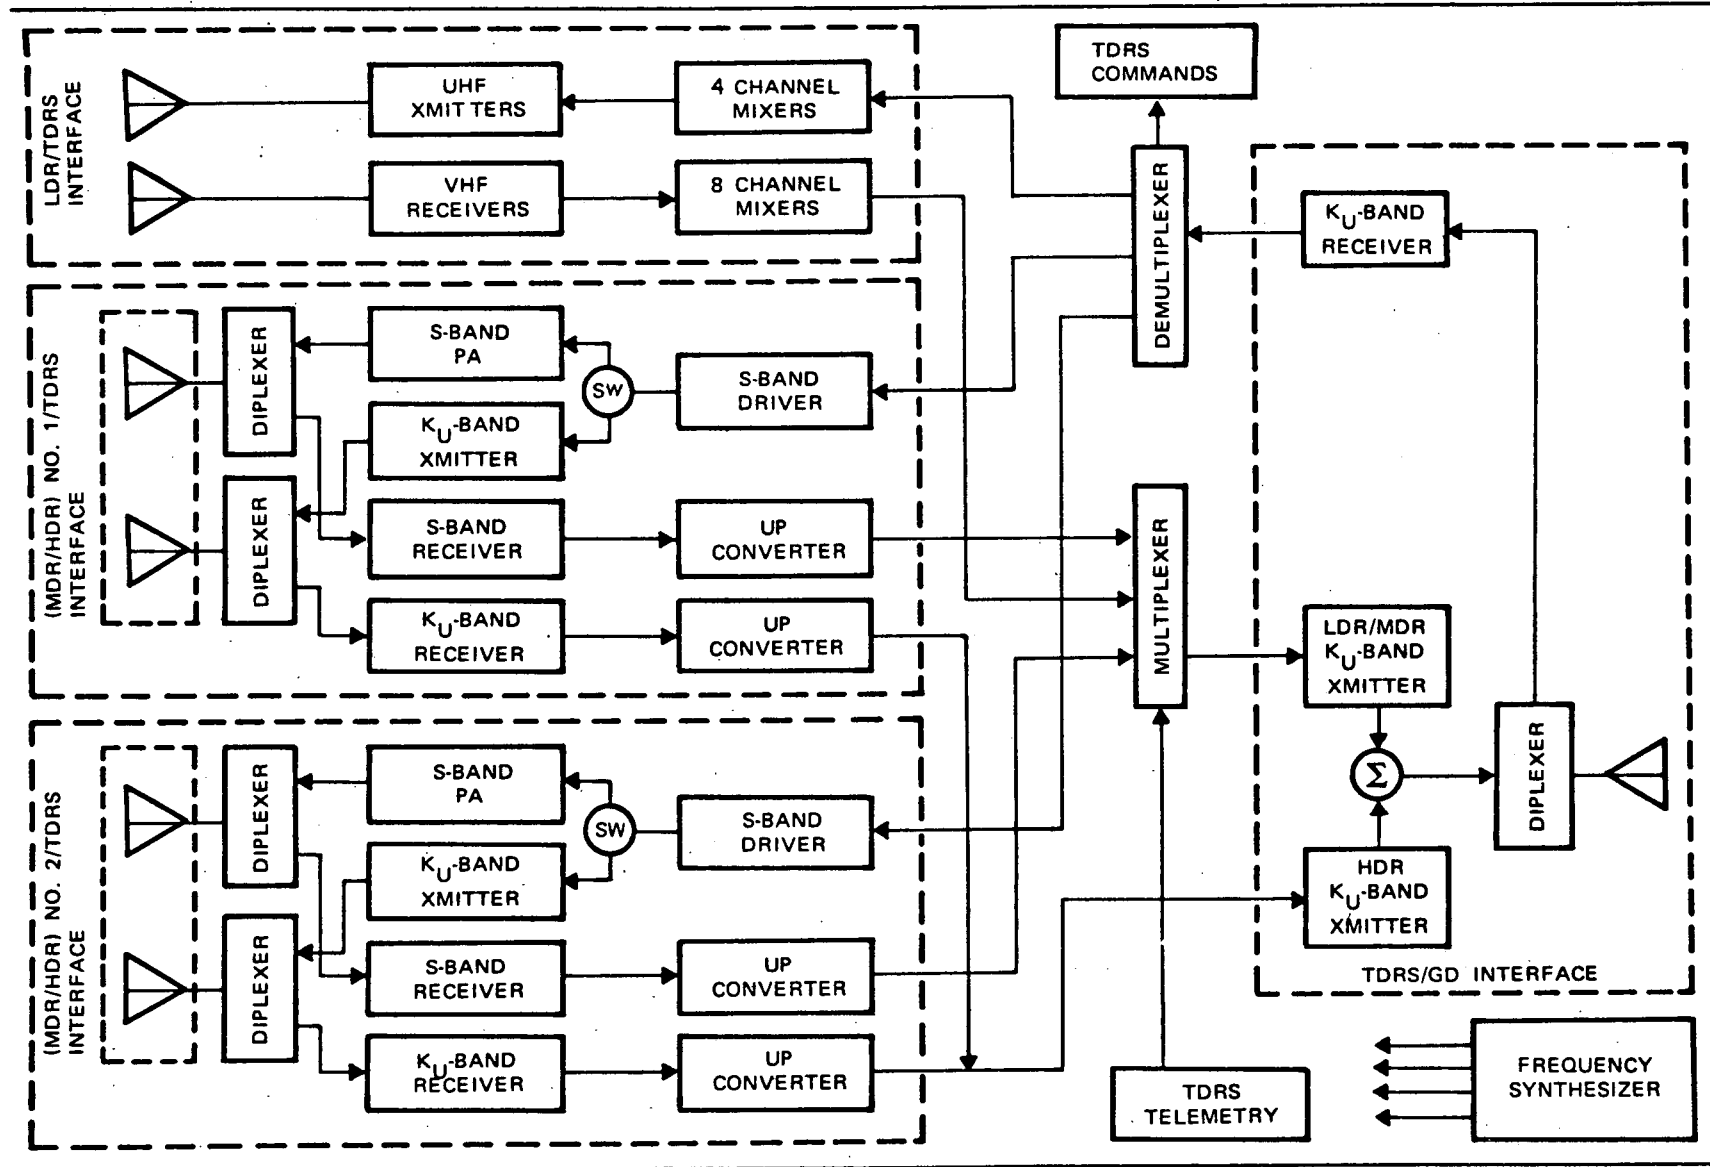 LDR/TDRS
INTERFACE
UHF
XMITTERS
4 CHANNEL
MIXERS
VHF
RECEIVERS
8 CHANNEL
MIXERS
TDRS
COMMANDS
DEMULTIPLEXER
KU-BAND
RECEIVER
(MDR/HDR) NO. 1/TDRS
INTERFACE
DIPLEXER
S-BAND
PA
SW
S-BAND
DRIVER
KU-BAND
XMITTER
DIPLEXER
S-BAND
RECEIVER
UP
CONVERTER
KU-BAND
RECEIVER
UP
CONVERTER
MULTIPLEXER
LDR/MDR
KU-BAND
XMITTER
Σ
DIPLEXER
HDR
KU-BAND
XMITTER
TDRS/GD INTERFACE
(MDR/HDR) NO. 2/TDRS
INTERFACE
DIPLEXER
S-BAND
PA
SW
S-BAND
DRIVER
KU-BAND
XMITTER
DIPLEXER
S-BAND
RECEIVER
UP
CONVERTER
KU-BAND
RECEIVER
UP
CONVERTER
TDRS
TELEMETRY
FREQUENCY
SYNTHESIZER